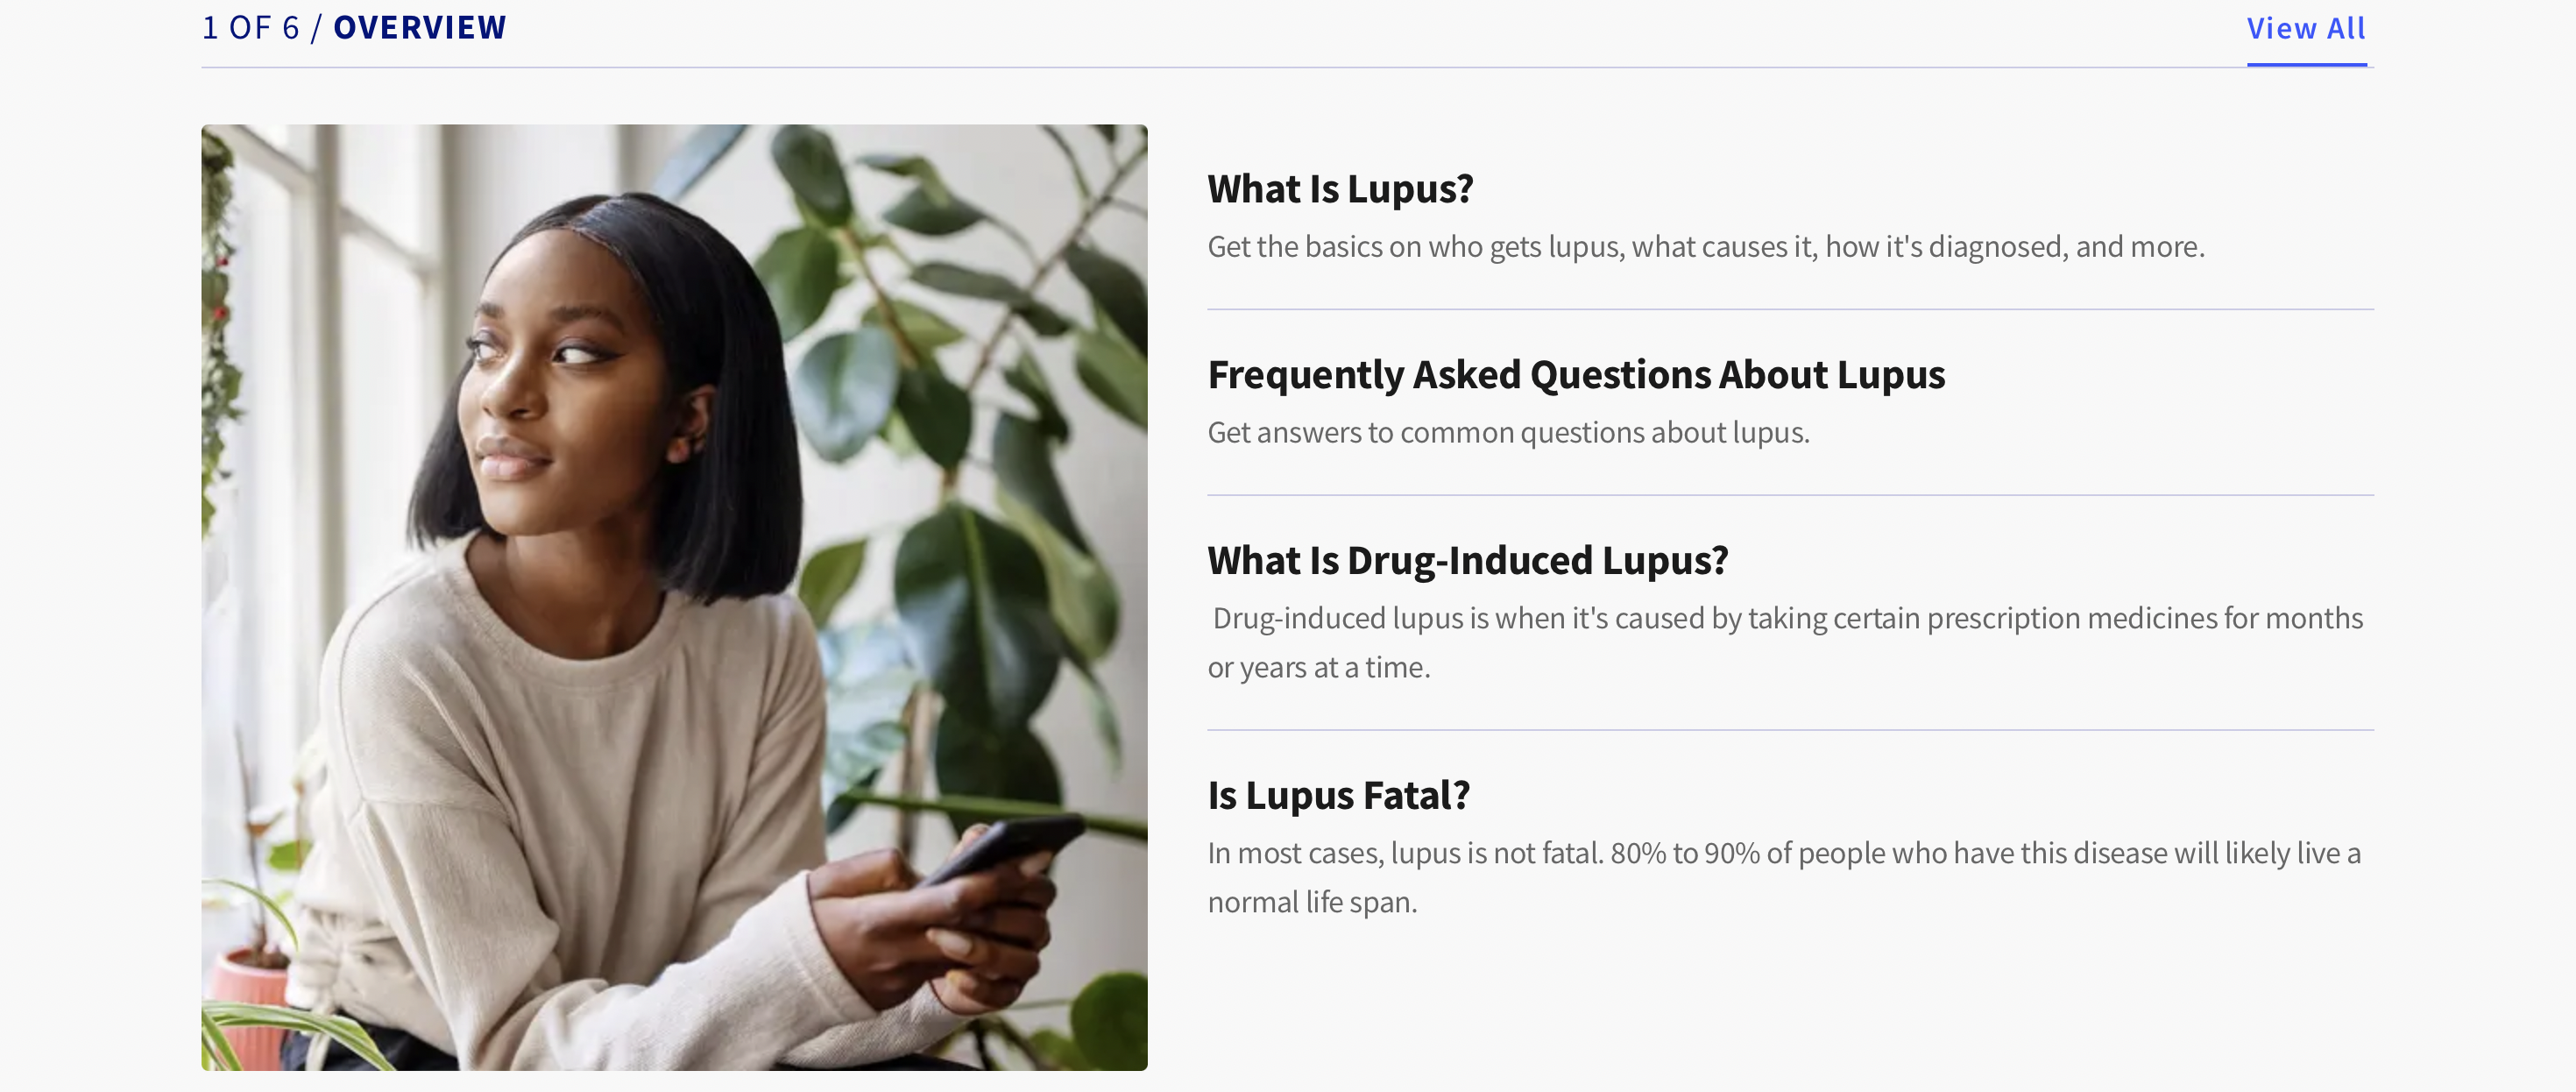 1 OF 6 / OVERVIEW
View All
What Is Lupus?
Get the basics on who gets lupus, what causes it, how it's diagnosed, and more.
Frequently Asked Questions About Lupus
Get answers to common questions about lupus.
What Is Drug-Induced Lupus?
Drug-induced lupus is when it's caused by taking certain prescription medicines for months
or years at a time.
Is Lupus Fatal?
In most cases, lupus is not fatal. 80% to 90% of people who have this disease will likely live a
normal life span.